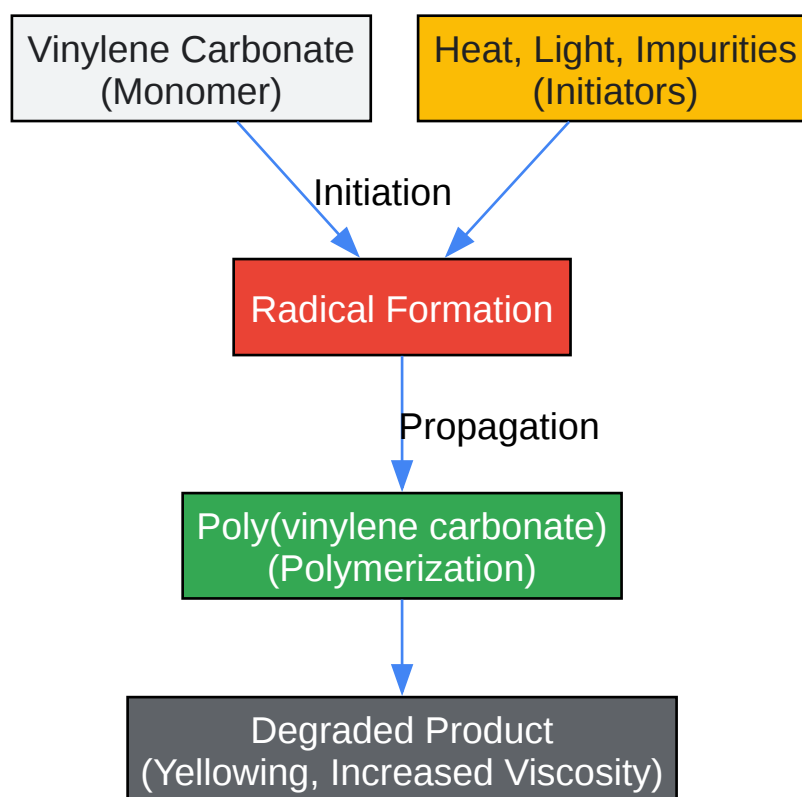 Vinylene Carbonate
(Monomer)
Heat, Light, Impurities
(Initiators)
Initiation
Radical Formation
Propagation
Poly(vinylene carbonate)
(Polymerization)
Degraded Product
(Yellowing, Increased Viscosity)